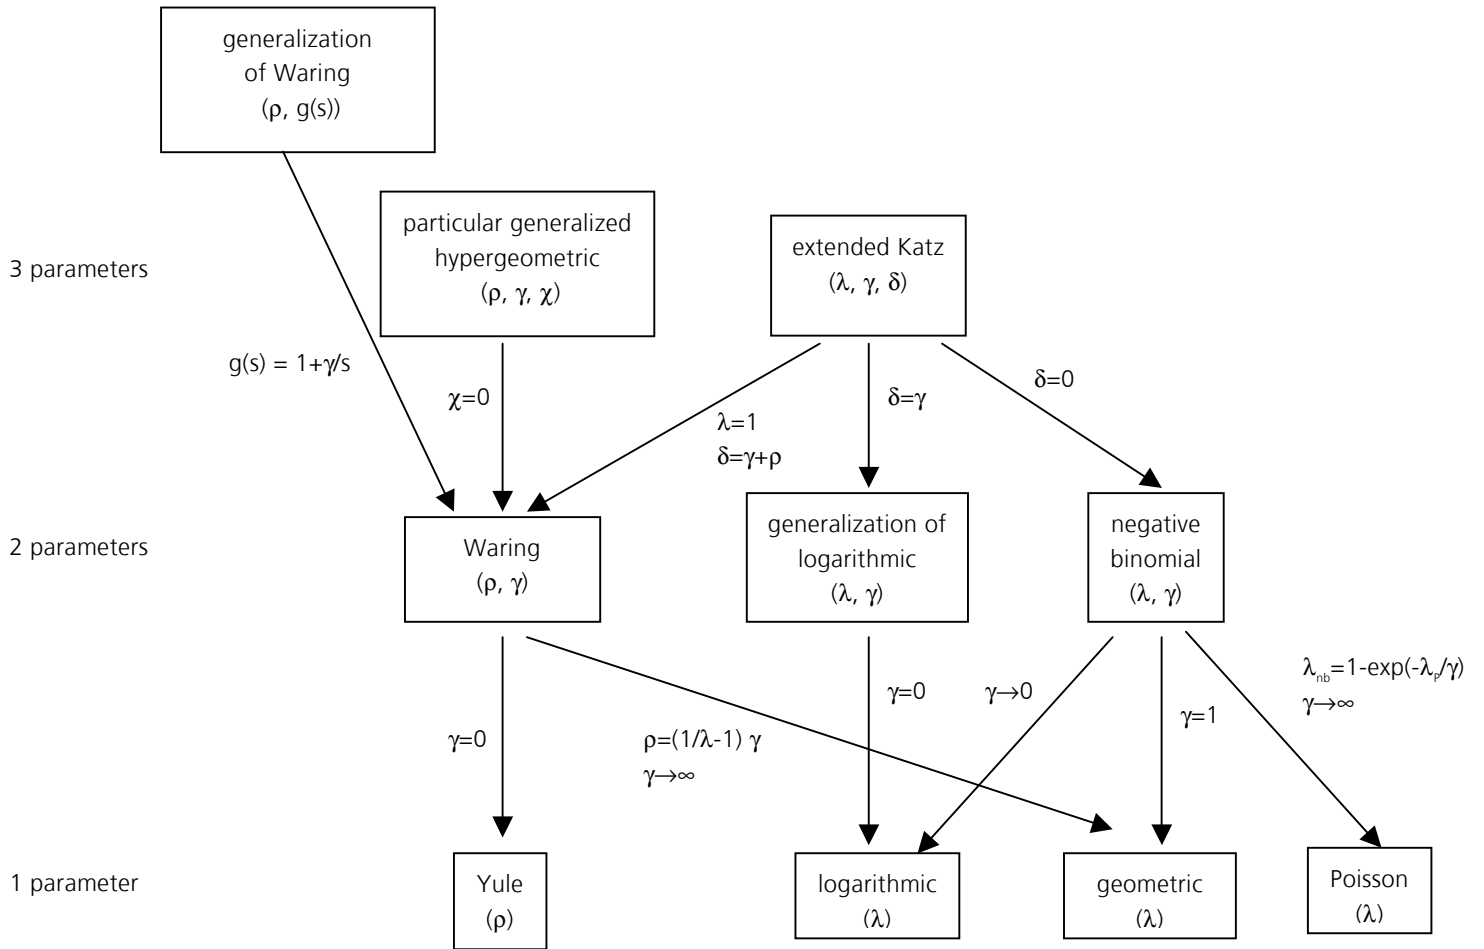 generalization
of Waring
(ρ, g(s))
3 parameters
particular generalized
hypergeometric
(ρ, γ, χ)
extended Katz
(λ, γ, δ)
g(s) = 1+γ/s
χ=0
λ=1
δ=γ+ρ
δ=γ
δ=0
2 parameters
Waring
(ρ, γ)
generalization of
logarithmic
(λ, γ)
negative
binomial
(λ, γ)
γ=0
ρ=(1/λ-1) γ
γ→∞
γ=0
γ→0
γ=1
λnb=1-exp(-λP/γ)
γ→∞
1 parameter
Yule
(ρ)
logarithmic
(λ)
geometric
(λ)
Poisson
(λ)